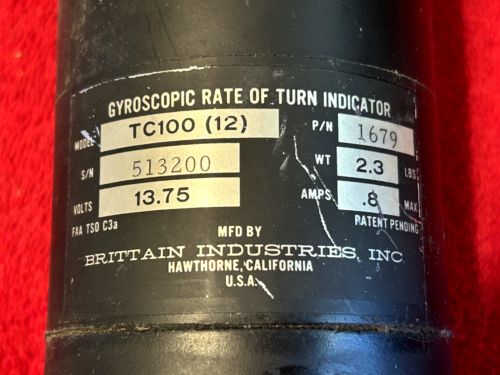 GYROSCOPIC RATE OF TURN INDICATOR
MODEL TC100 (12) P/N 1679
S/N 513200 WT 2.3 LBS.
VOLTS 13.75 AMPS .8 MAX
FAA TSO C3a PATENT PENDING
MFD BY
BRITTAIN INDUSTRIES, INC
HAWTHORNE, CALIFORNIA
U.S.A.